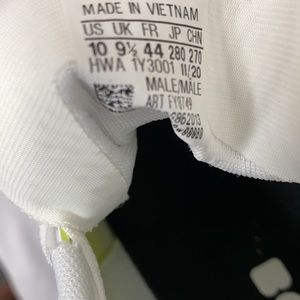 MADE IN VIETNAM
US UK FR JP CHN
10 9½ 44 280 270
HWA 1Y3001 11/20
MALE/MALE
ART FY8749